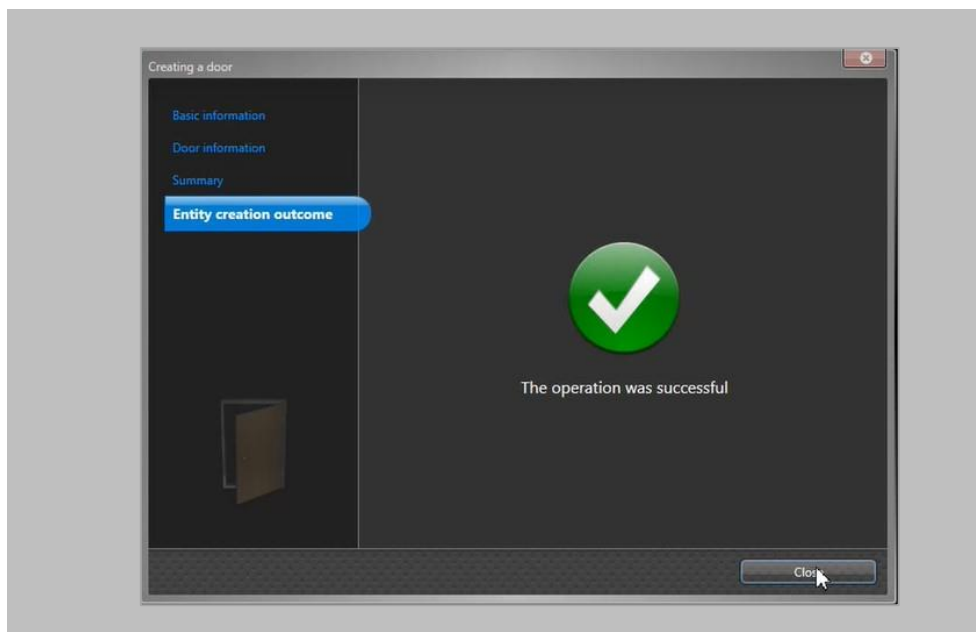 Creating a door
Basic information
Door information
Summary
Entity creation outcome
The operation was successful